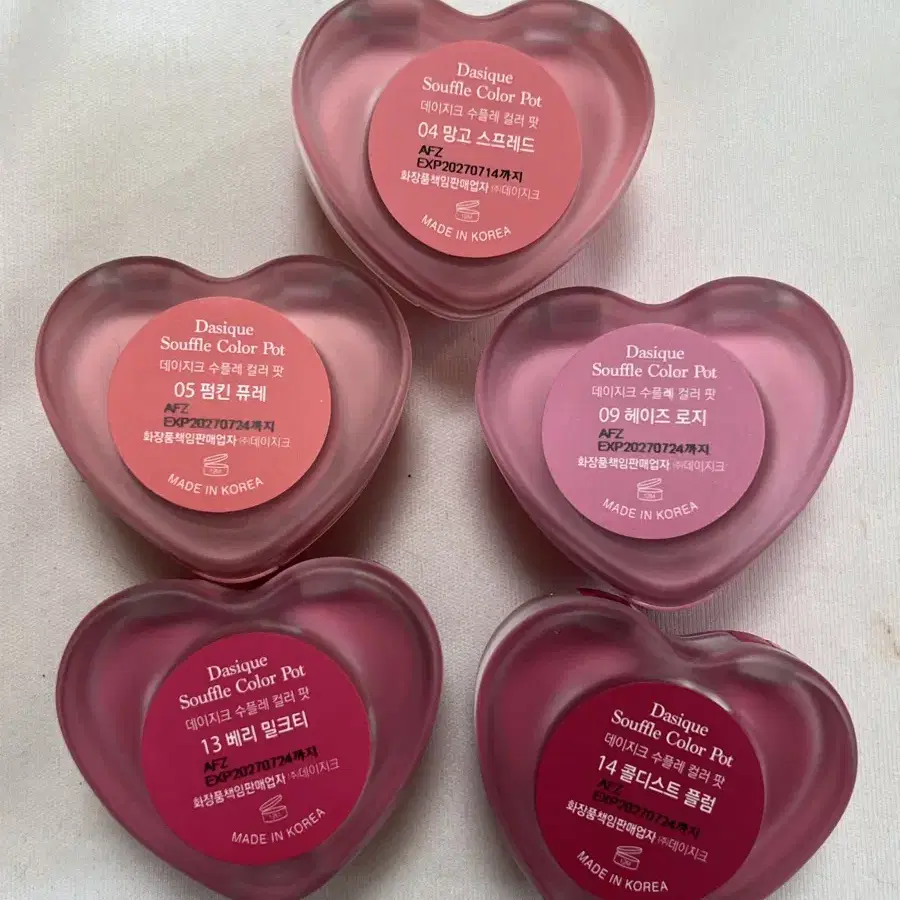 Dasique
Souffle Color Pot
데이지크 수플레 컬러 팟
04 망고 스프레드
AFZ
EXP20270714까지
화장품책임판매업자 ㈜데이지크
12M
MADE IN KOREA
Dasique
Souffle Color Pot
데이지크 수플레 컬러 팟
05 펌킨 퓨레
AFZ
EXP20270724까지
화장품책임판매업자 ㈜데이지크
12M
MADE IN KOREA
Dasique
Souffle Color Pot
데이지크 수플레 컬러 팟
09 헤이즈 로지
AFZ
EXP20270724까지
화장품책임판매업자 ㈜데이지크
12M
MADE IN KOREA
Dasique
Souffle Color Pot
데이지크 수플레 컬러 팟
13 베리 밀크티
AFZ
EXP20270724까지
화장품책임판매업자 ㈜데이지크
12M
MADE IN KOREA
Dasique
Souffle Color Pot
데이지크 수플레 컬러 팟
14 콜디스트 플럼
AFZ
EXP20270724까지
화장품책임판매업자 ㈜데이지크
12M
MADE IN KOREA